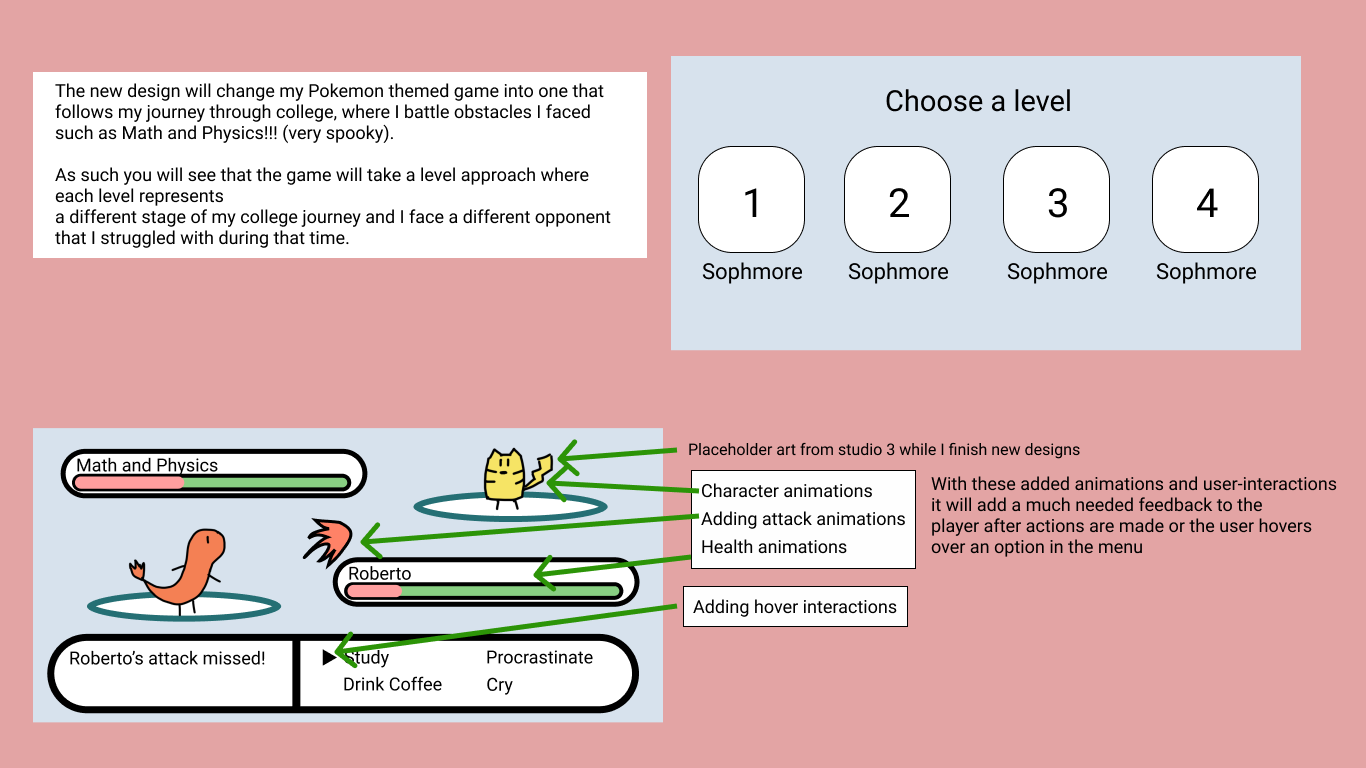 The new design will change my Pokemon themed game into one that
follows my journey through college, where I battle obstacles I faced
such as Math and Physics!!! (very spooky).
As such you will see that the game will take a level approach where
each level represents
a different stage of my college journey and I face a different opponent
that I struggled with during that time.
Choose a level
1 2 3 4
Sophmore Sophmore Sophmore Sophmore
Math and Physics
Roberto
Roberto’s attack missed!
Study Procrastinate
Drink Coffee Cry
Placeholder art from studio 3 while I finish new designs
Character animations
Adding attack animations
Health animations
Adding hover interactions
With these added animations and user-interactions
it will add a much needed feedback to the
player after actions are made or the user hovers
over an option in the menu